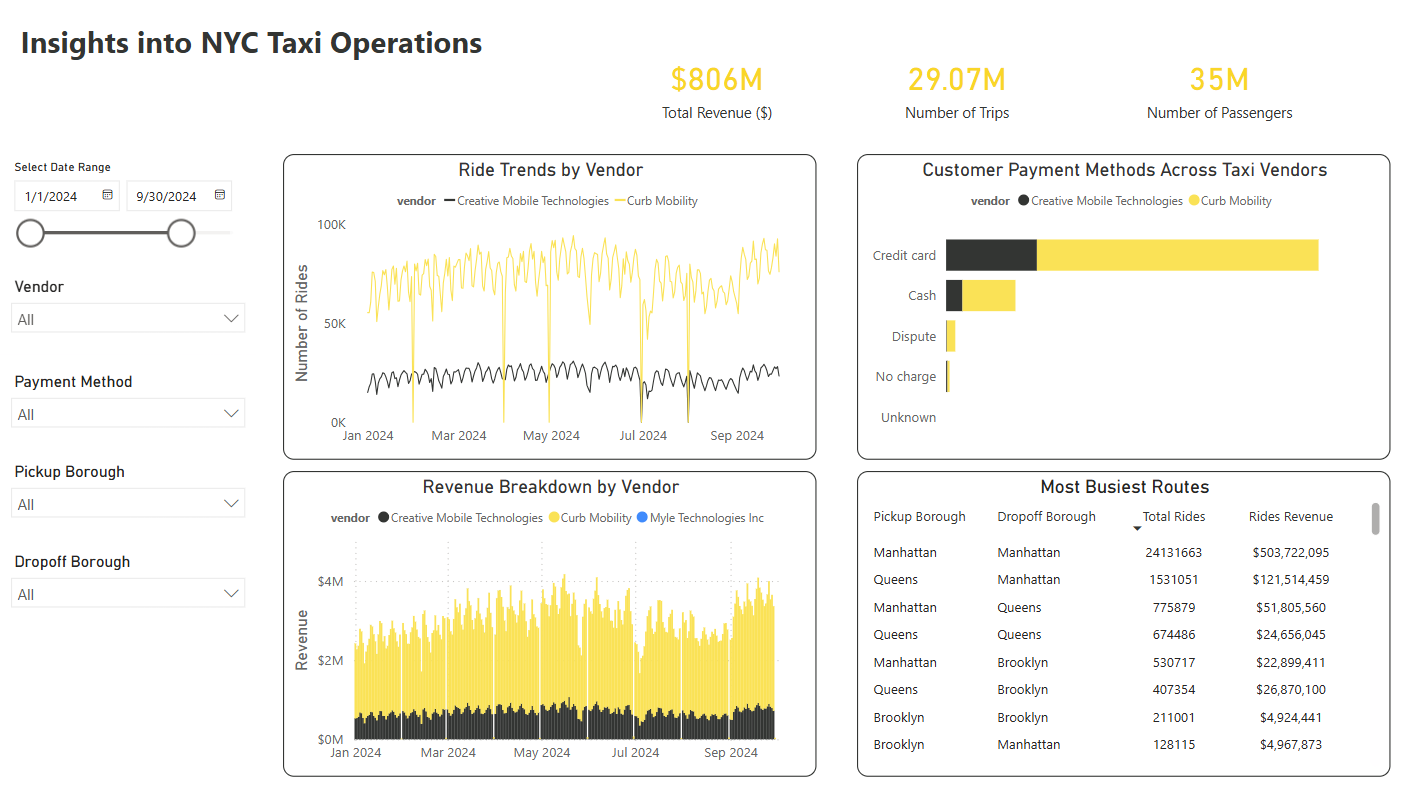 Insights into NYC Taxi Operations
$806M 29.07M 35M
Total Revenue ($) Number of Trips Number of Passengers
Select Date Range
1/1/2024 9/30/2024
Vendor
All
Payment Method
All
Pickup Borough
All
Dropoff Borough
All
Ride Trends by Vendor
vendor Creative Mobile Technologies Curb Mobility
Number of Rides
100K
50K
0K
Jan 2024 Mar 2024 May 2024 Jul 2024 Sep 2024
Customer Payment Methods Across Taxi Vendors
vendor Creative Mobile Technologies Curb Mobility
Credit card
Cash
Dispute
No charge
Unknown
Revenue Breakdown by Vendor
vendor Creative Mobile Technologies Curb Mobility Myle Technologies Inc
Revenue
$4M
$2M
$0M
Jan 2024 Mar 2024 May 2024 Jul 2024 Sep 2024
Most Busiest Routes
Pickup Borough Dropoff Borough Total Rides Rides Revenue
Manhattan Manhattan 24131663 $503,722,095
Queens Manhattan 1531051 $121,514,459
Manhattan Queens 775879 $51,805,560
Queens Queens 674486 $24,656,045
Manhattan Brooklyn 530717 $22,899,411
Queens Brooklyn 407354 $26,870,100
Brooklyn Brooklyn 211001 $4,924,441
Brooklyn Manhattan 128115 $4,967,873